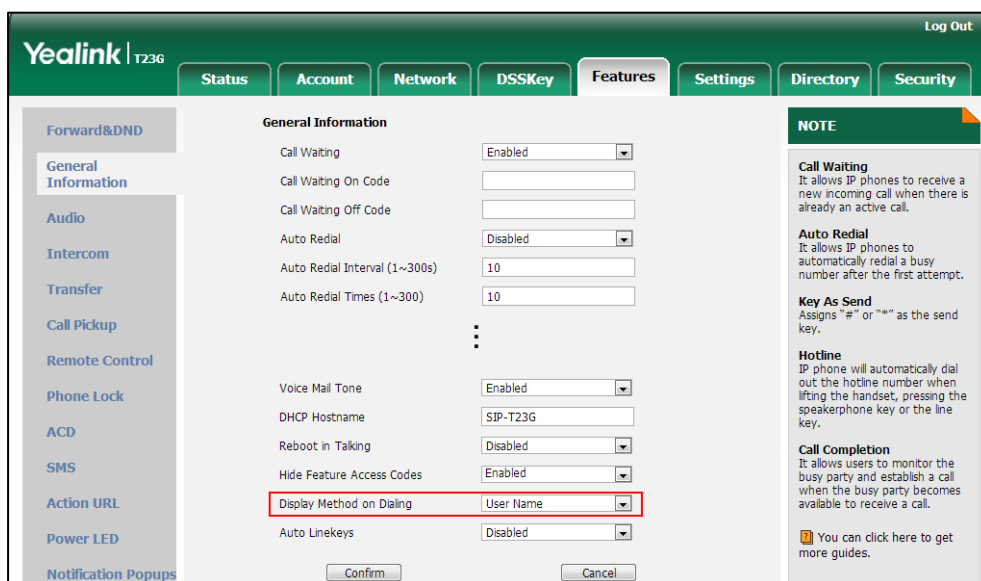 Log Out
Yealink | T23G
Status Account Network DSSKey Features Settings Directory Security
Forward&DND
General
Information
Audio
Intercom
Transfer
Call Pickup
Remote Control
Phone Lock
ACD
SMS
Action URL
Power LED
Notification Popups
General Information
Call Waiting Enabled
Call Waiting On Code
Call Waiting Off Code
Auto Redial Disabled
Auto Redial Interval (1~300s) 10
Auto Redial Times (1~300) 10
Voice Mail Tone Enabled
DHCP Hostname SIP-T23G
Reboot in Talking Disabled
Hide Feature Access Codes Enabled
Display Method on Dialing User Name
Auto Linekeys Disabled
Confirm Cancel
NOTE
Call Waiting
It allows IP phones to receive a
new incoming call when there is
already an active call.
Auto Redial
It allows IP phones to
automatically redial a busy
number after the first attempt.
Key As Send
Assigns "#" or "*" as the send
key.
Hotline
IP phone will automatically dial
out the hotline number when
lifting the handset, pressing the
speakerphone key or the line
key.
Call Completion
It allows users to monitor the
busy party and establish a call
when the busy party becomes
available to receive a call.
You can click here to get
more guides.